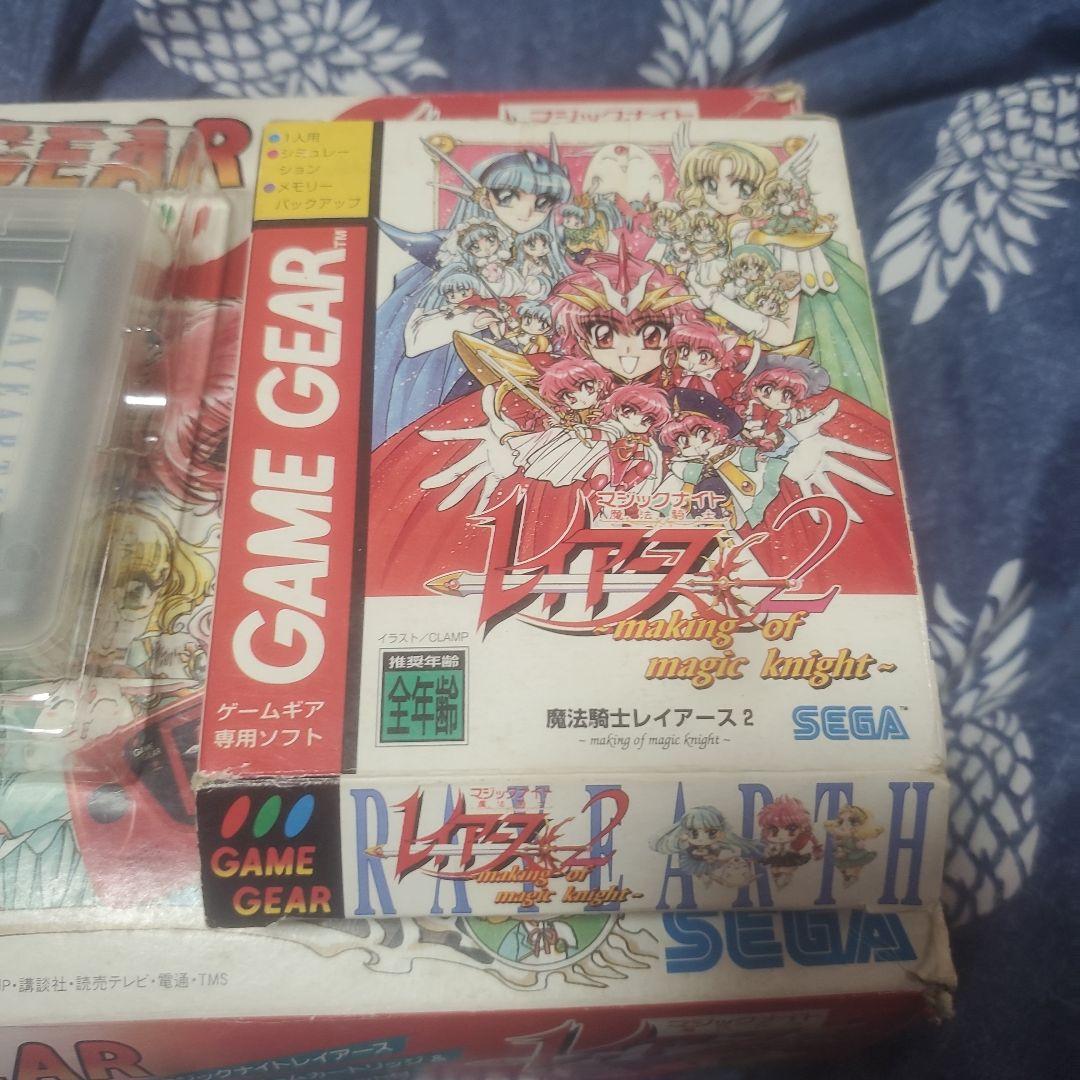 GEAR
マジックナイト
1人用
シミュレー
ション
メモリー
バックアップ
GAME GEAR™
ゲームギア
専用ソフト
マジックナイト
魔法騎士
レイアース2
~making of
magic knight~
イラスト/CLAMP
推奨年齢
全年齢
魔法騎士レイアース2
~making of magic knight~
SEGA™
RAYEARTH
GAME
GEAR
GAME
GEAR
マジックナイト
魔法騎士
レイアース2
~making of
magic knight~
RAYEARTH
SEGA
P・講談社・読売テレビ・電通・TMS
EAR
マジックナイトレイアース